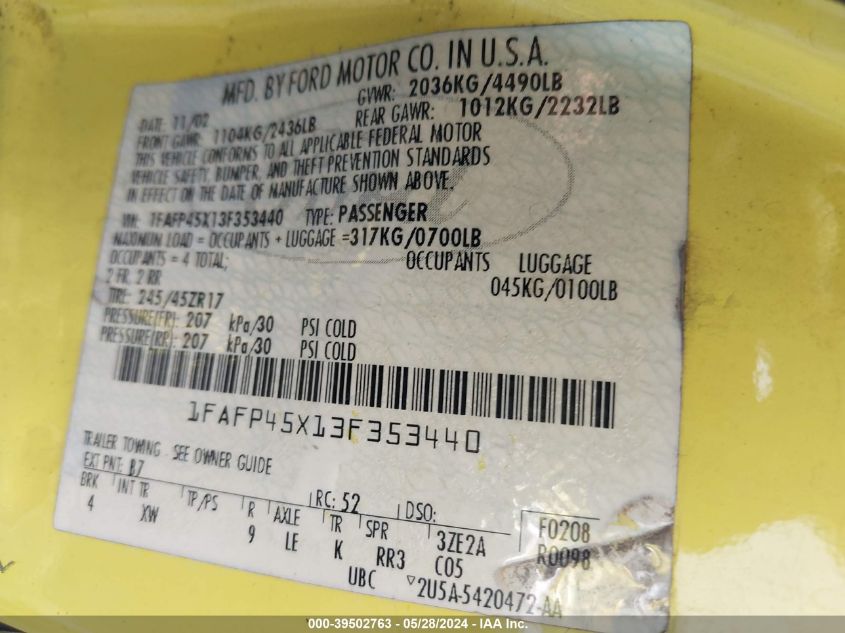 MFD. BY FORD MOTOR CO. IN U.S.A.
DATE: 11/02 GVWR: 2036KG/4490LB
FRONT GAWR: 1104KG/2436LB REAR GAWR: 1012KG/2232LB
THIS VEHICLE CONFORMS TO ALL APPLICABLE FEDERAL MOTOR
VEHICLE SAFETY, BUMPER, AND THEFT PREVENTION STANDARDS
IN EFFECT ON THE DATE OF MANUFACTURE SHOWN ABOVE.
VIN: 1FAFP45X13F353440 TYPE: PASSENGER
MAXIMUM LOAD = OCCUPANTS + LUGGAGE =317KG/0700LB
OCCUPANTS = 4 TOTAL; OCCUPANTS LUGGAGE
2 FR, 2 RR 045KG/0100LB
TIRE: 245/45ZR17
PRESSURE(FR): 207 kPa/30 PSI COLD
PRESSURE(RR): 207 kPa/30 PSI COLD
1FAFP45X13F353440
TRAILER TOWING - SEE OWNER GUIDE
EXT PNT: B7 RC: 52 DSO: F0208
BRK INT TR TP/PS R AXLE TR SPR 3ZE2A R0098
4 XW 9 LE K RR3 C05
UBC ▽2U5A-5420472-AA
000-39502763 - 05/28/2024 - IAA Inc.